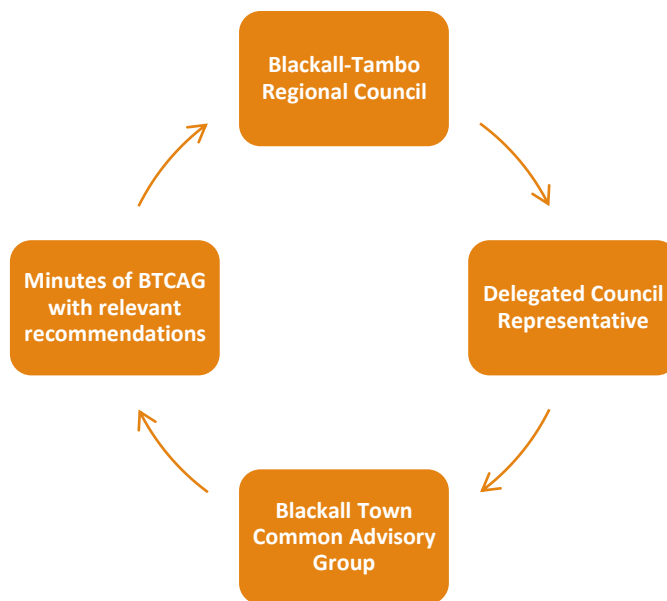 Blackall-Tambo
Regional Council
Delegated Council
Representative
Blackall Town
Common Advisory
Group
Minutes of BTCAG
with relevant
recommendations